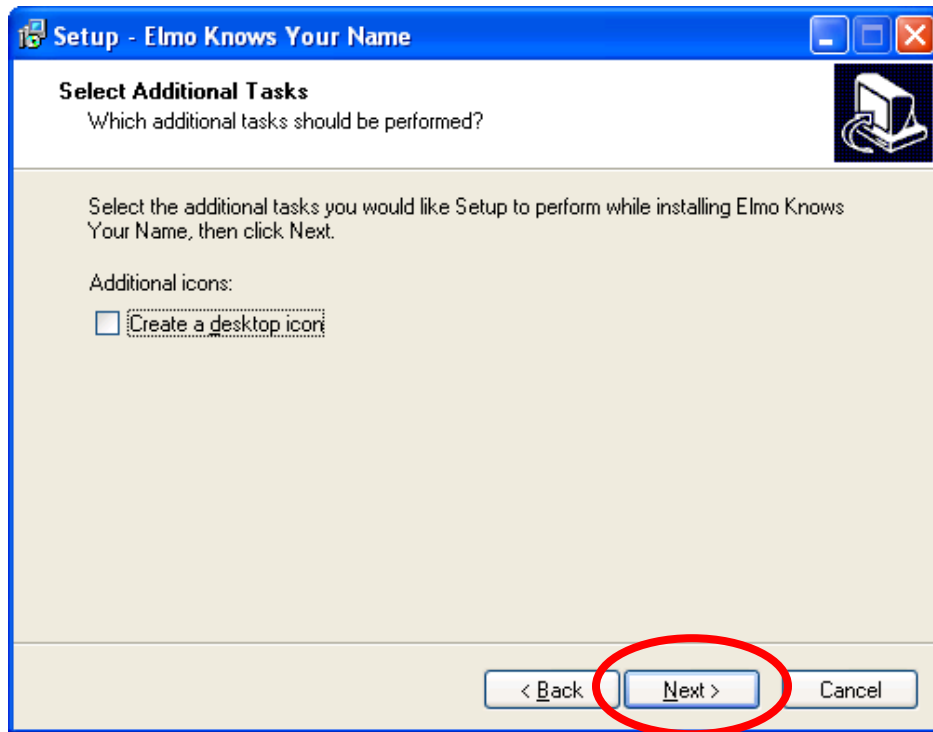 Setup - Elmo Knows Your Name
Select Additional Tasks
Which additional tasks should be performed?
Select the additional tasks you would like Setup to perform while installing Elmo Knows
Your Name, then click Next.
Additional icons:
Create a desktop icon
< Back
Next >
Cancel